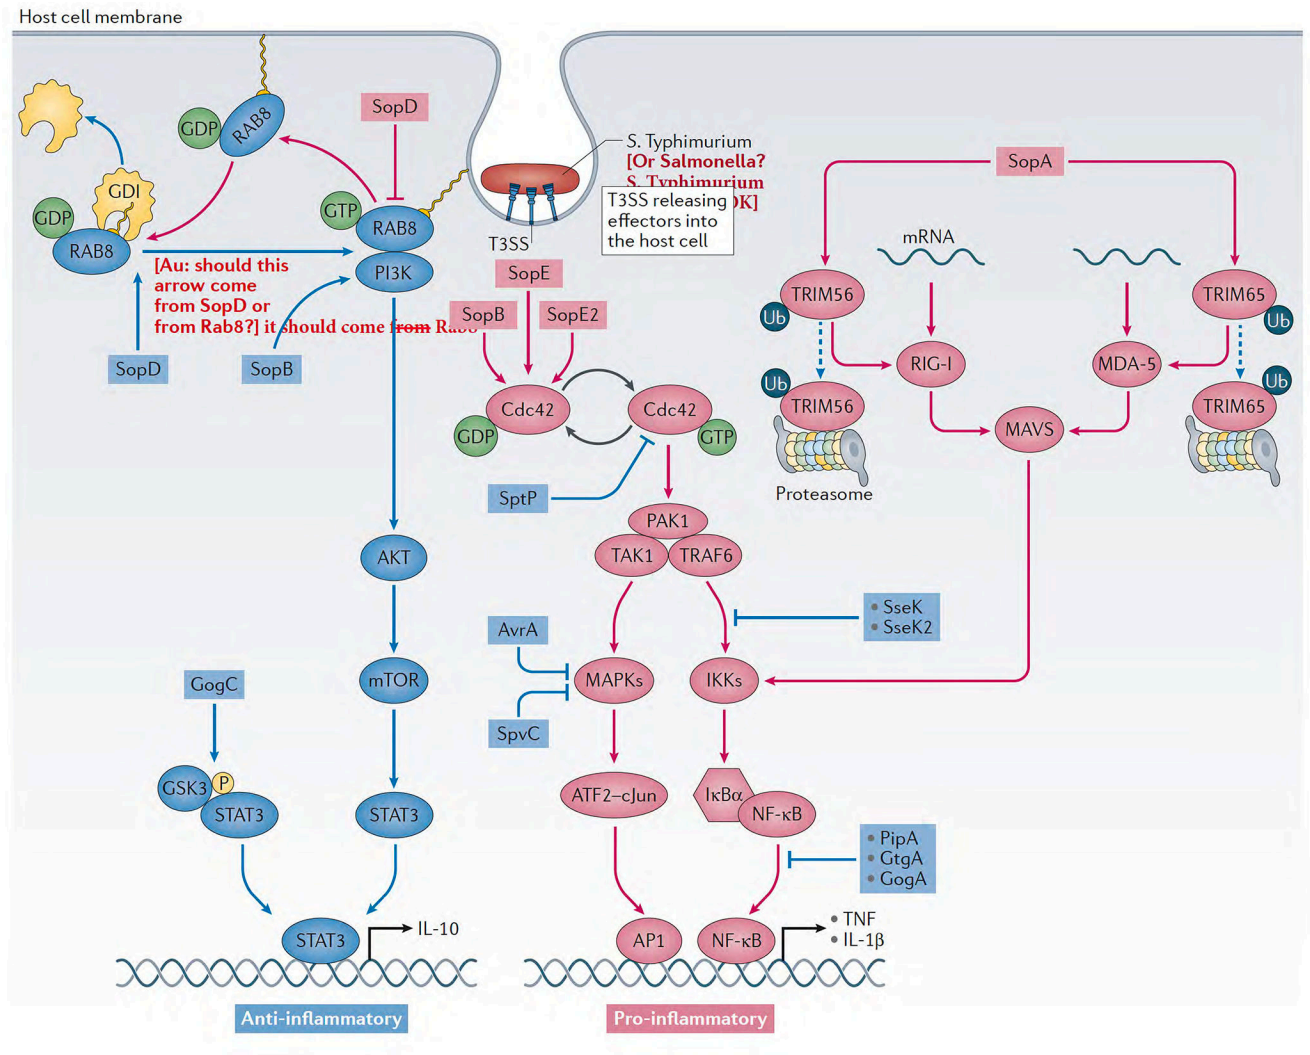 Host cell membrane
SopD
GDP
RAB8
S. Typhimurium
[Or Salmonella?
S. Typhimurium
OK]
T3SS releasing
effectors into
the host cell
SopA
GDI
GDP
RAB8
GTP
RAB8
PI3K
T3SS
mRNA
[Au: should this
arrow come
from SopD or
from Rab8?] it should come from Rab8
SopD
SopB
SopE
SopB
SopE2
TRIM56
Ub
TRIM65
Ub
RIG-I
MDA-5
Cdc42
GDP
Cdc42
GTP
Ub
TRIM56
MAVS
Ub
TRIM65
Proteasome
SptP
PAK1
TAK1
TRAF6
AKT
• SseK
• SseK2
AvrA
mTOR
MAPKs
IKKs
GogC
SpvC
GSK3
P
STAT3
STAT3
ATF2–cJun
IκBα
NF-κB
• PipA
• GtgA
• GogA
STAT3
IL-10
AP1
NF-κB
• TNF
• IL-1β
Anti-inflammatory
Pro-inflammatory